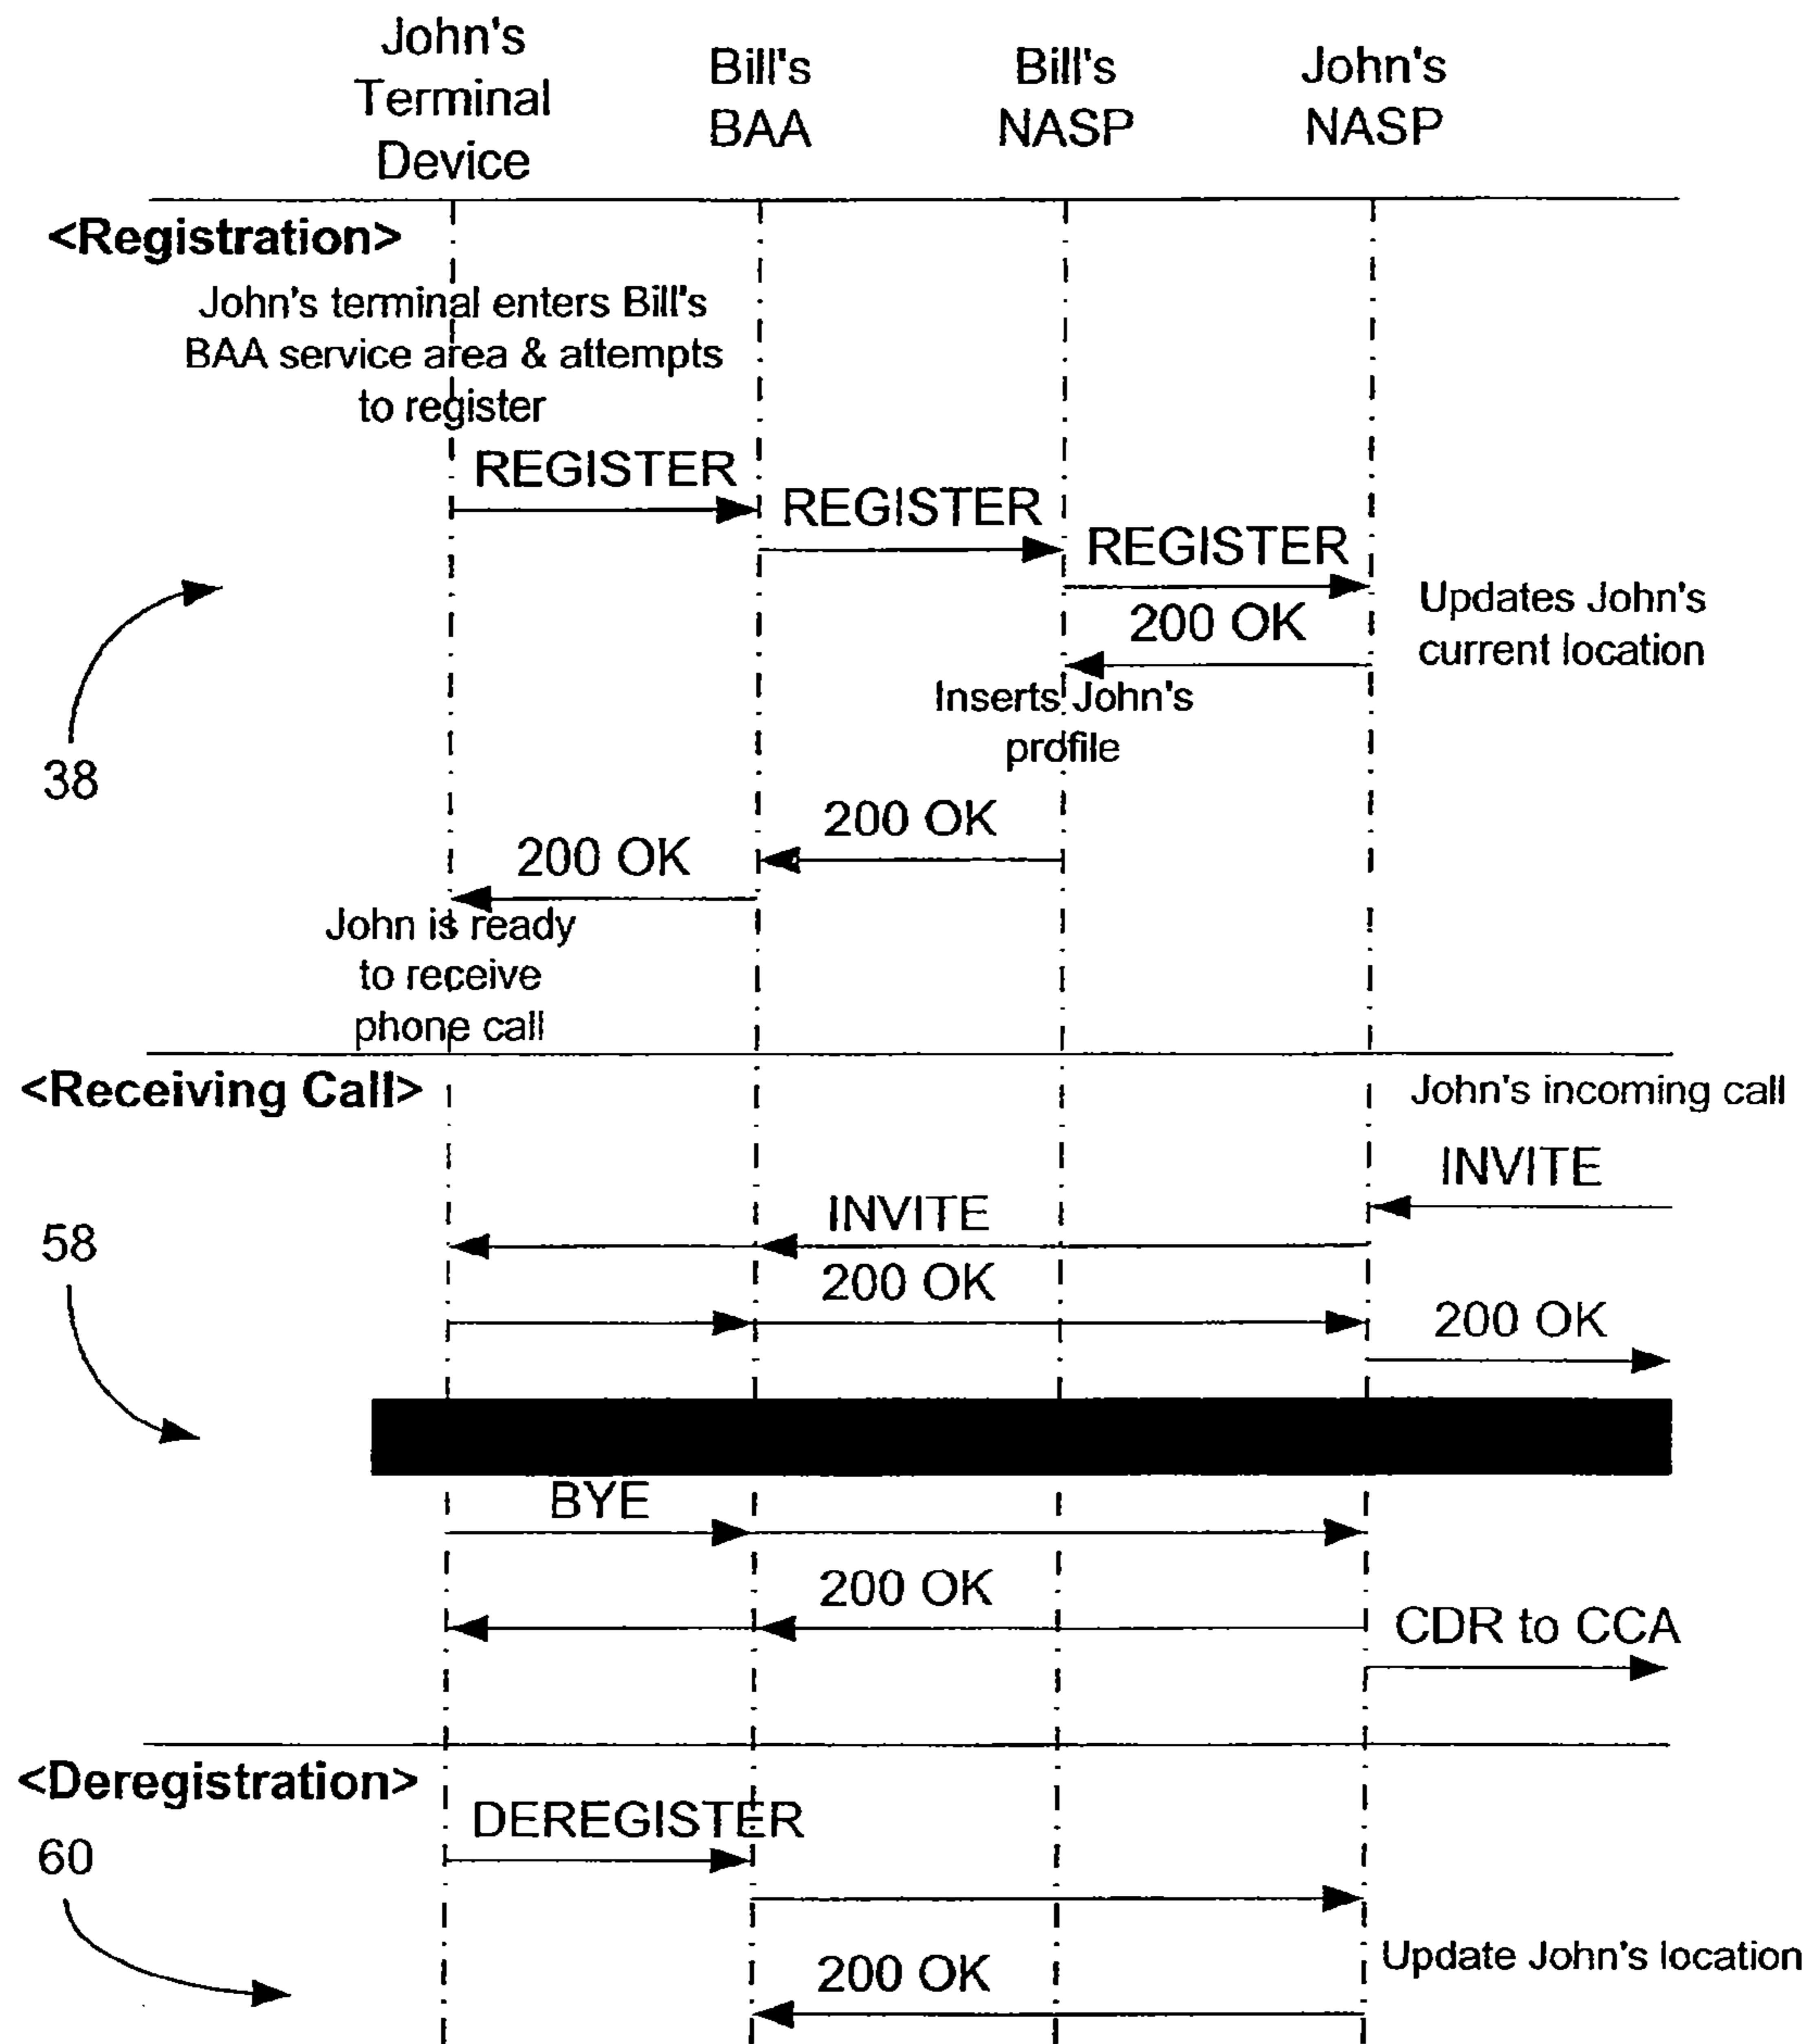 John's
Terminal
Device
Bill's
BAA
Bill's
NASP
John's
NASP
<Registration>
John's terminal enters Bill's
BAA service area & attempts
to register
REGISTER
REGISTER
REGISTER
200 OK
Updates John's
current location
Inserts John's
profile
38
200 OK
200 OK
John is ready
to receive
phone call
<Receiving Call>
John's incoming call
INVITE
INVITE
58
200 OK
200 OK
BYE
200 OK
CDR to CCA
<Deregistration>
DEREGISTER
60
Update John's location
200 OK